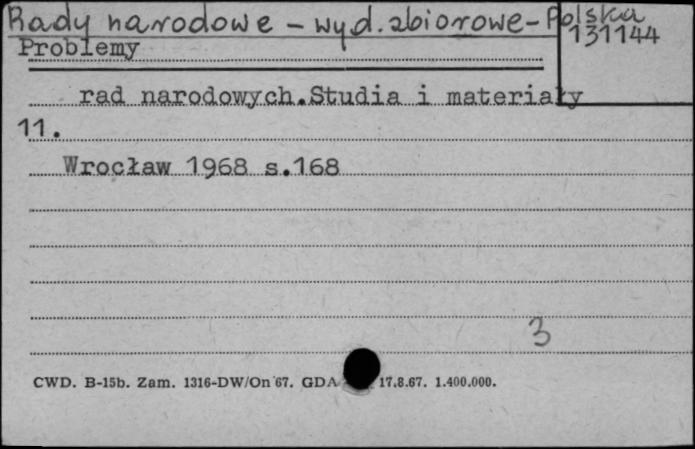 Rady narodowe - wyd. zbiorowe - Polska
131144
Problemy
rad narodowych.Studia i materiały
11.
Wrocław 1968 s.168
3
CWD. B-15b. Zam. 1316-DW/On 67. GDA 17.8.67. 1.400.000.